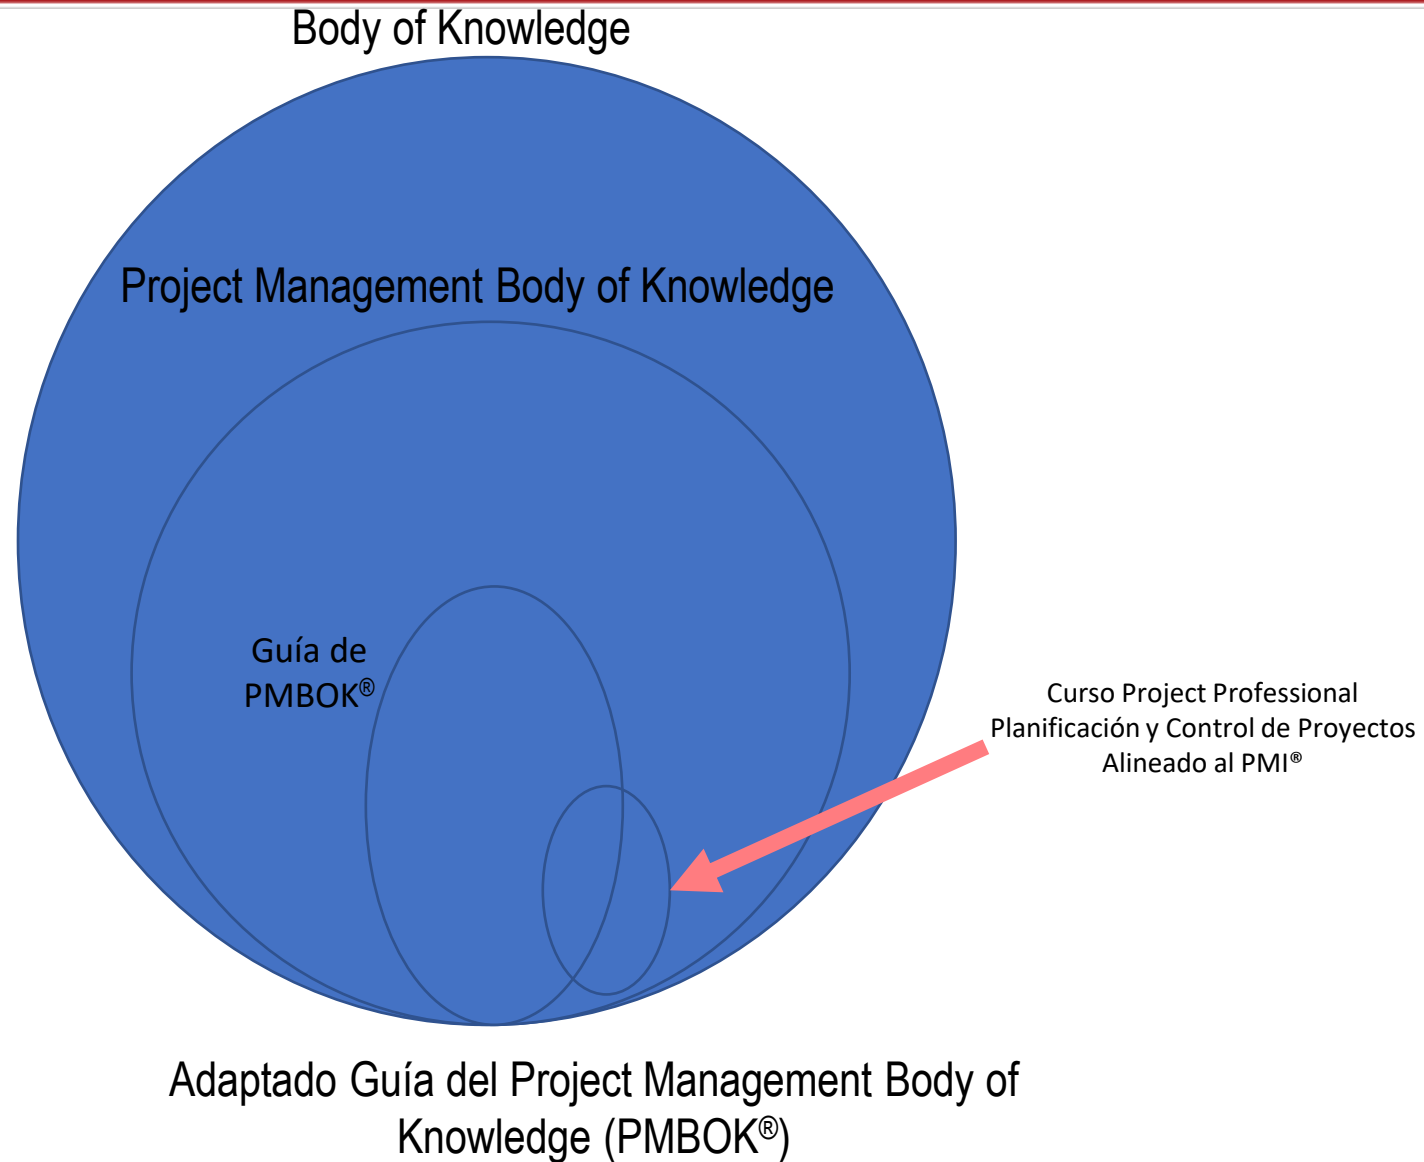 Body of Knowledge
Project Management Body of Knowledge
Guía de
PMBOK®
Curso Project Professional
Planificación y Control de Proyectos
Alineado al PMI®
Adaptado Guía del Project Management Body of
Knowledge (PMBOK®)